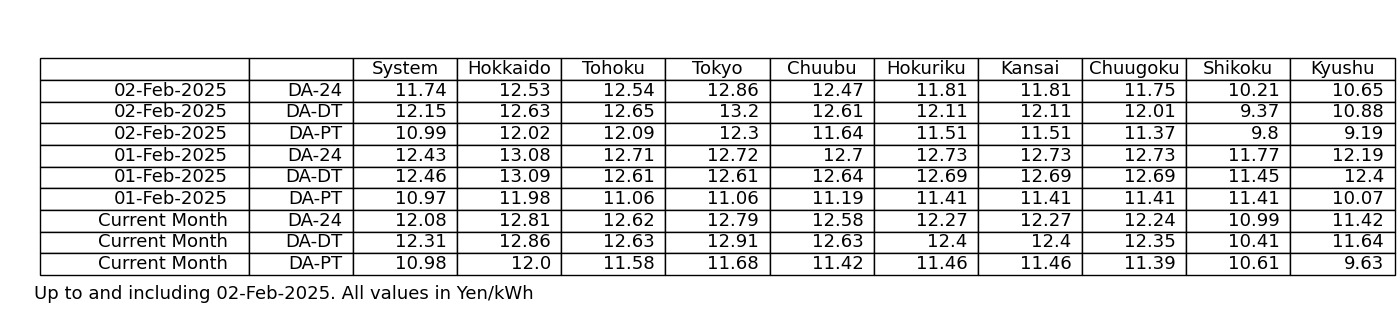 System Hokkaido Tohoku Tokyo Chuubu Hokuriku Kansai Chuugoku Shikoku Kyushu
02-Feb-2025 DA-24 11.74 12.53 12.54 12.86 12.47 11.81 11.81 11.75 10.21 10.65
02-Feb-2025 DA-DT 12.15 12.63 12.65 13.2 12.61 12.11 12.11 12.01 9.37 10.88
02-Feb-2025 DA-PT 10.99 12.02 12.09 12.3 11.64 11.51 11.51 11.37 9.8 9.19
01-Feb-2025 DA-24 12.43 13.08 12.71 12.72 12.7 12.73 12.73 12.73 11.77 12.19
01-Feb-2025 DA-DT 12.46 13.09 12.61 12.61 12.64 12.69 12.69 12.69 11.45 12.4
01-Feb-2025 DA-PT 10.97 11.98 11.06 11.06 11.19 11.41 11.41 11.41 11.41 10.07
Current Month DA-24 12.08 12.81 12.62 12.79 12.58 12.27 12.27 12.24 10.99 11.42
Current Month DA-DT 12.31 12.86 12.63 12.91 12.63 12.4 12.4 12.35 10.41 11.64
Current Month DA-PT 10.98 12.0 11.58 11.68 11.42 11.46 11.46 11.39 10.61 9.63
Up to and including 02-Feb-2025. All values in Yen/kWh